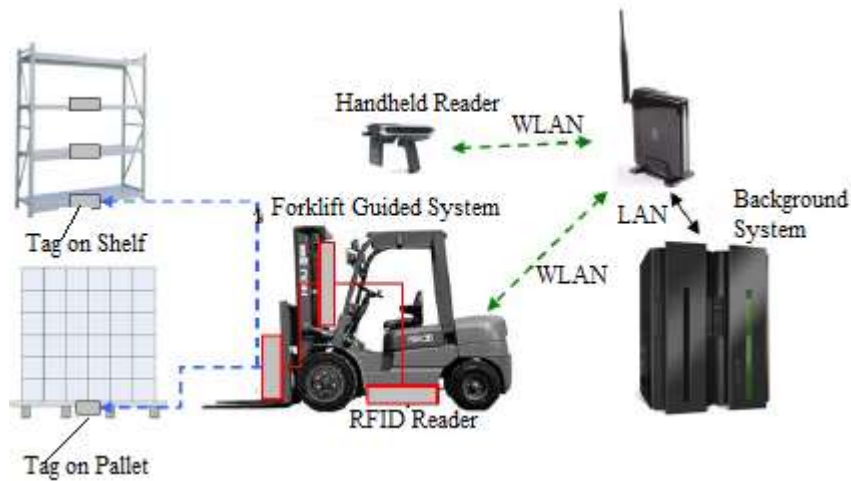 Handheld Reader
WLAN
Forklift Guided System
Background
System
LAN
Tag on Shelf
WLAN
RFID Reader
Tag on Pallet